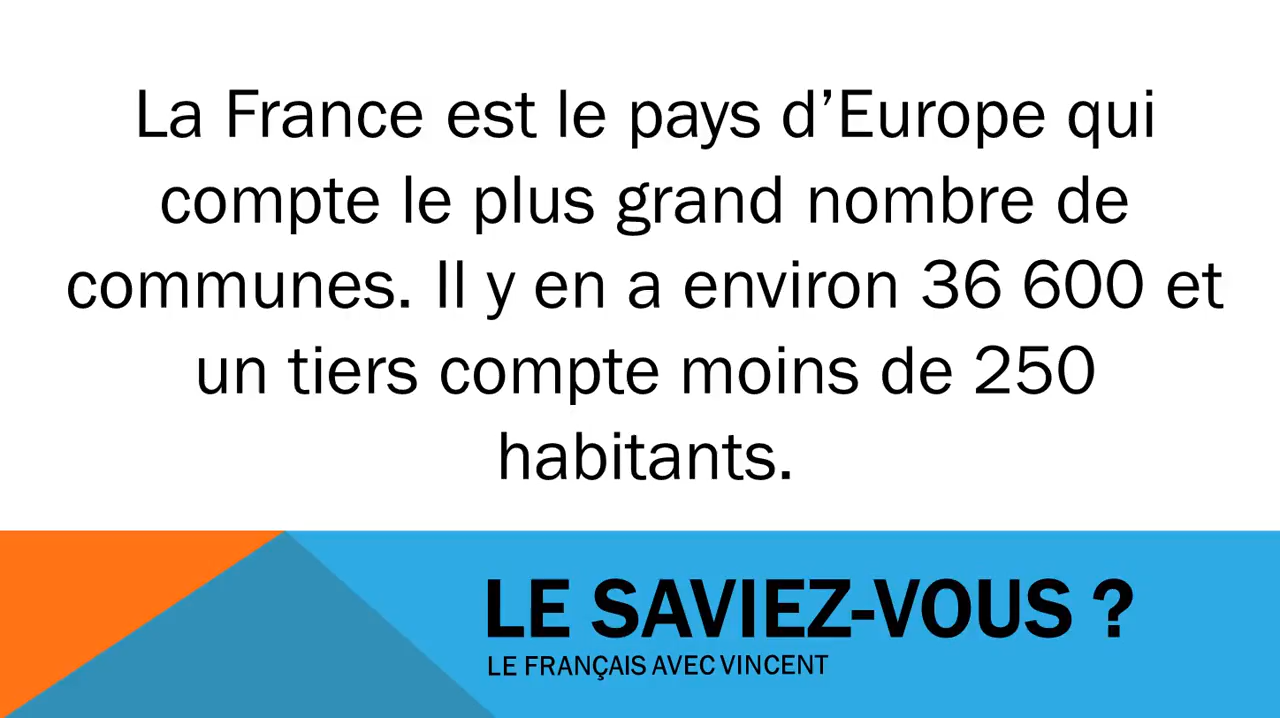 La France est le pays d’Europe qui
compte le plus grand nombre de
communes. Il y en a environ 36 600 et
un tiers compte moins de 250
habitants.
LE SAVIEZ-VOUS ?
LE FRANÇAIS AVEC VINCENT